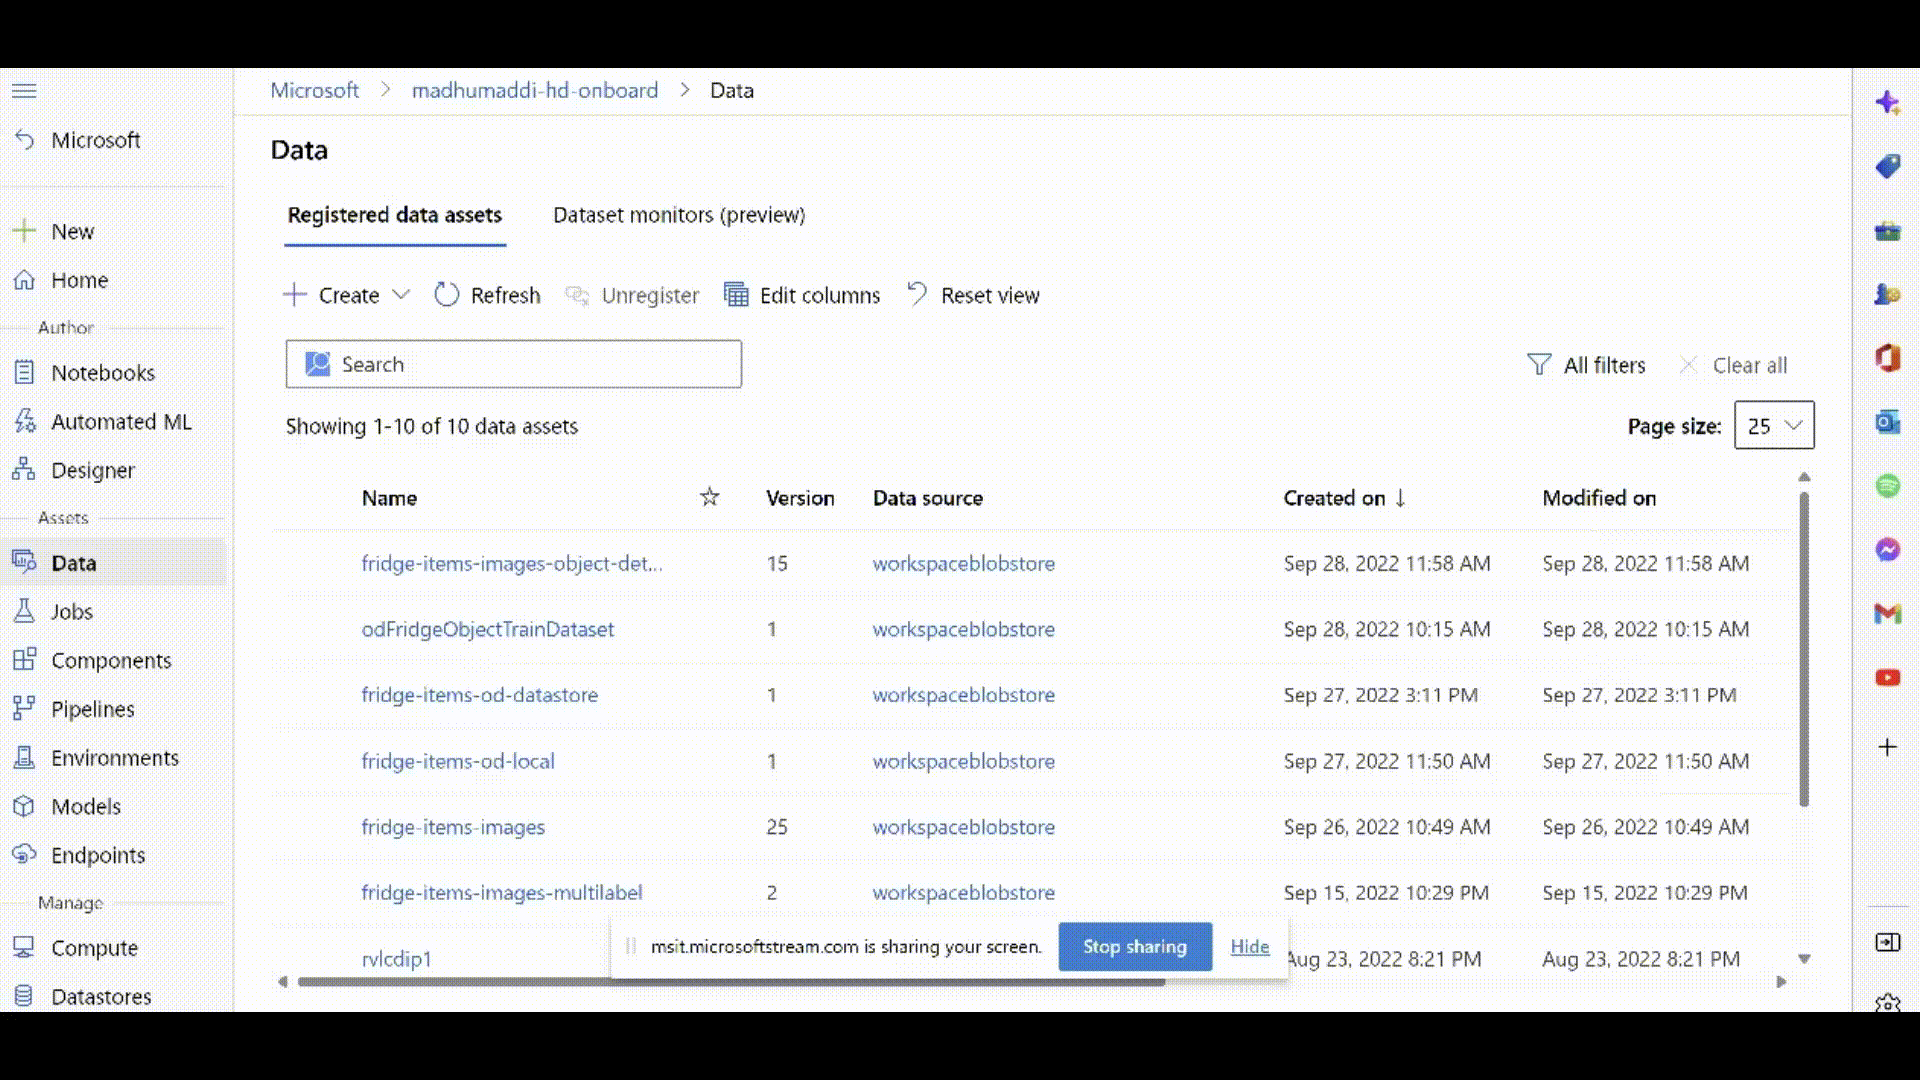 Microsoft > madhumaddi-hd-onboard > Data
Microsoft
New
Home
Author
Notebooks
Automated ML
Designer
Assets
Data
Jobs
Components
Pipelines
Environments
Models
Endpoints
Manage
Compute
Datastores
Data
Registered data assets Dataset monitors (preview)
Create Refresh Unregister Edit columns Reset view
Search
All filters Clear all
Showing 1-10 of 10 data assets
Page size: 25
Name Version Data source Created on ↓ Modified on
fridge-items-images-object-det... 15 workspaceblobstore Sep 28, 2022 11:58 AM Sep 28, 2022 11:58 AM
odFridgeObjectTrainDataset 1 workspaceblobstore Sep 28, 2022 10:15 AM Sep 28, 2022 10:15 AM
fridge-items-od-datastore 1 workspaceblobstore Sep 27, 2022 3:11 PM Sep 27, 2022 3:11 PM
fridge-items-od-local 1 workspaceblobstore Sep 27, 2022 11:50 AM Sep 27, 2022 11:50 AM
fridge-items-images 25 workspaceblobstore Sep 26, 2022 10:49 AM Sep 26, 2022 10:49 AM
fridge-items-images-multilabel 2 workspaceblobstore Sep 15, 2022 10:29 PM Sep 15, 2022 10:29 PM
rvlcdip1 Aug 23, 2022 8:21 PM Aug 23, 2022 8:21 PM
msit.microsoftstream.com is sharing your screen. Stop sharing Hide